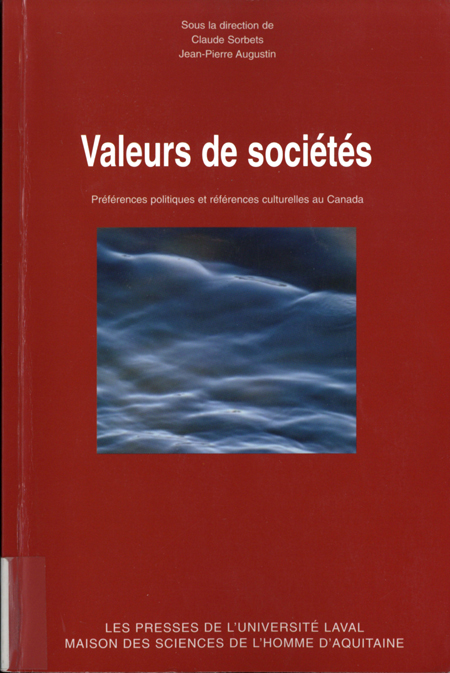 Sous la direction de
Claude Sorbets
Jean-Pierre Augustin
Valeurs de sociétés
Préférences politiques et références culturelles au Canada
LES PRESSES DE L'UNIVERSITÉ LAVAL
MAISON DES SCIENCES DE L'HOMME D'AQUITAINE